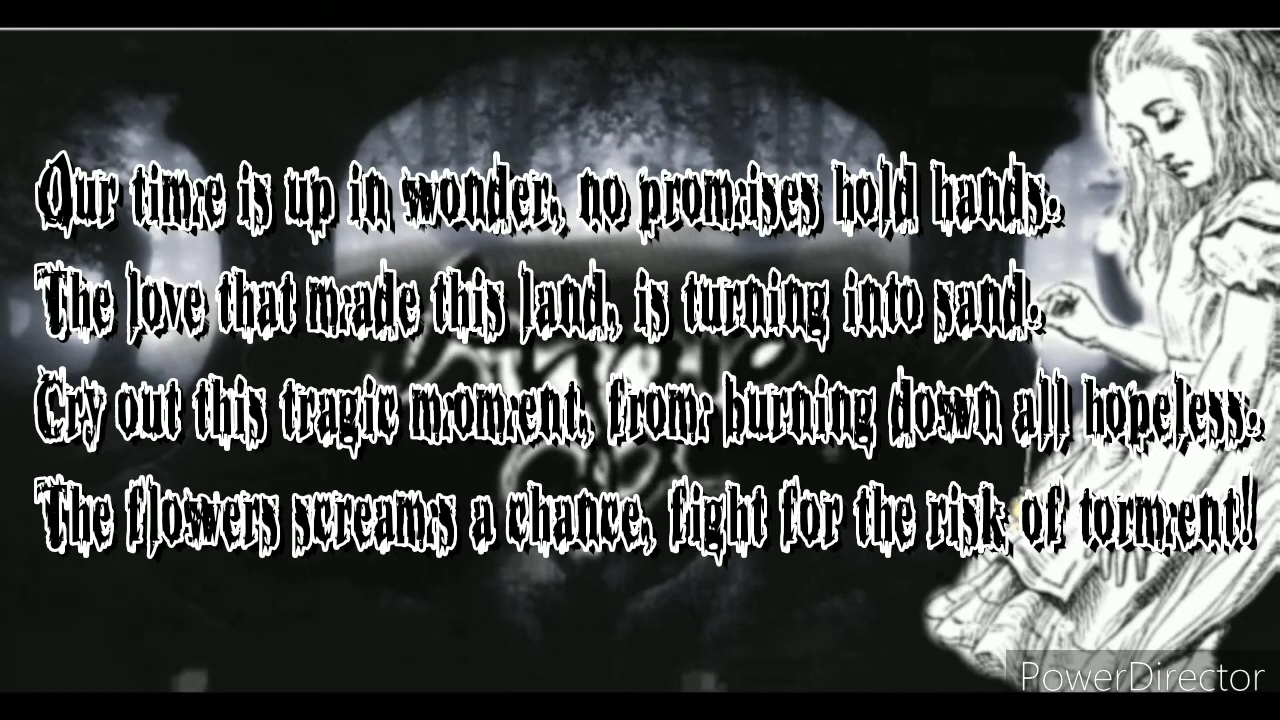 Our time is up in wonder, no promises hold hands.
The love that made this land, is turning into sand.
Cry out this tragic moment, from burning down all hopeless.
The flowers screams a chance, fight for the risk of torment!
PowerDirector